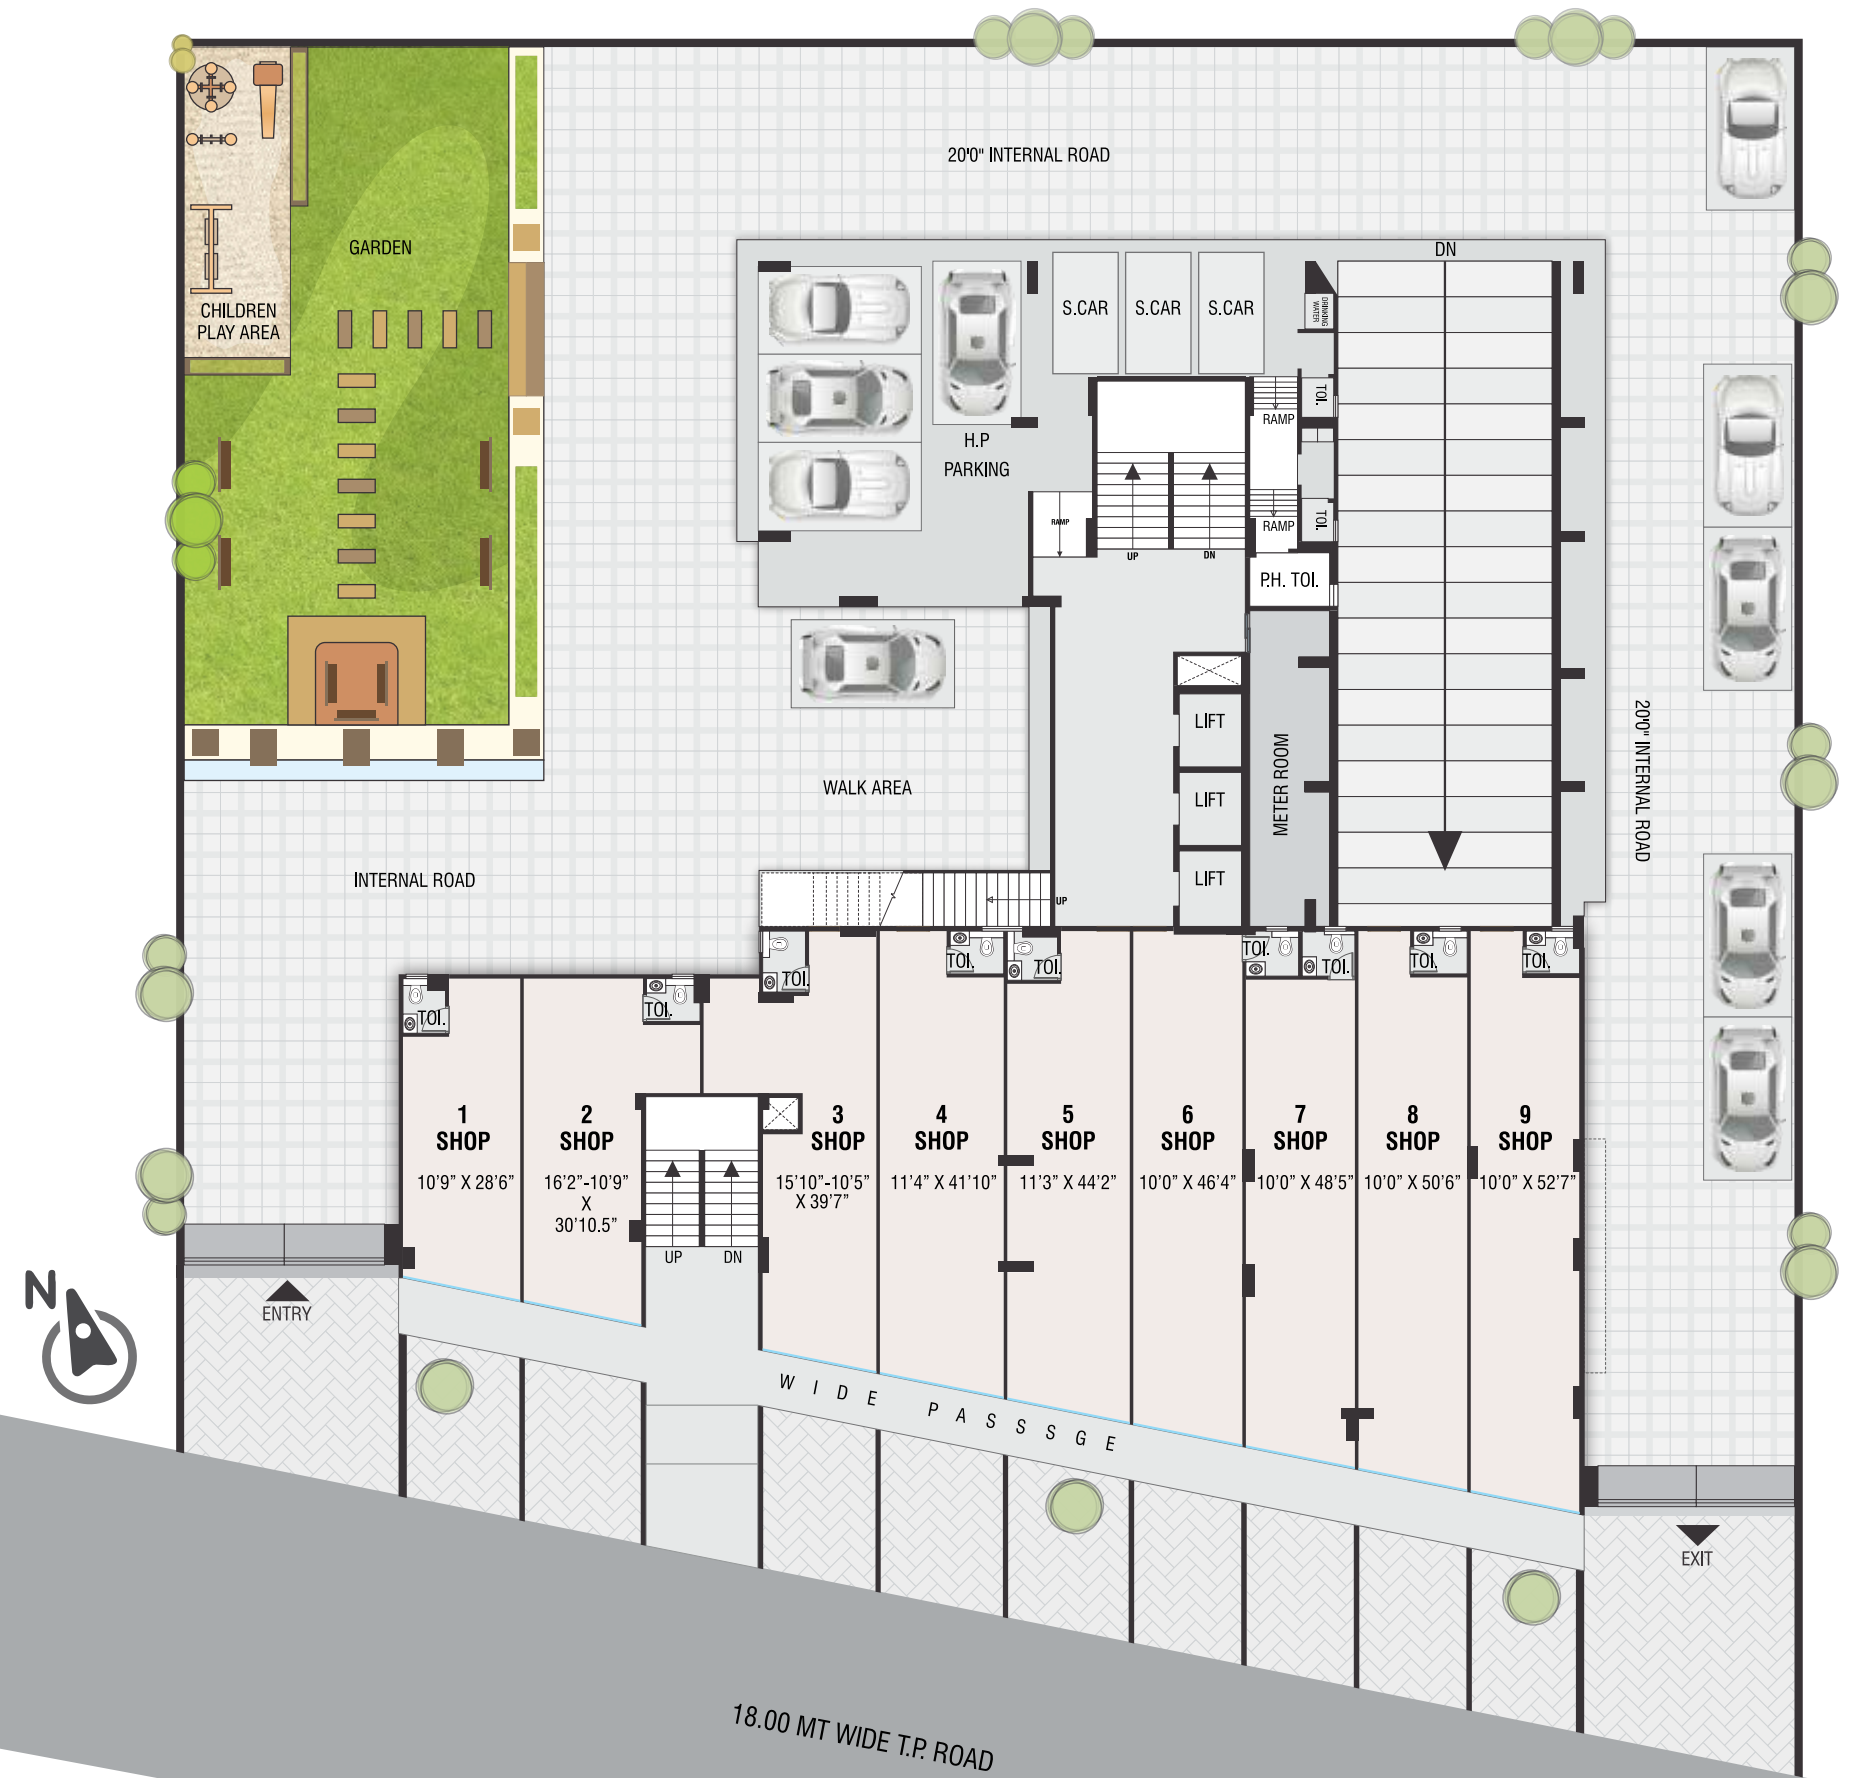 20'0" INTERNAL ROAD
GARDEN
DN
CHILDREN
PLAY AREA
S.CAR
S.CAR
S.CAR
DRINKING
WATER
TOI.
RAMP
H.P
PARKING
RAMP
TOI.
RAMP
UP
DN
P.H. TOI.
LIFT
LIFT
LIFT
METER ROOM
20'0" INTERNAL ROAD
WALK AREA
INTERNAL ROAD
UP
TOI.
TOI.
TOI.
TOI.
TOI.
TOI.
TOI.
TOI.
TOI.
1
SHOP
10'9" X 28'6"
2
SHOP
16'2"-10'9"
X
30'10.5"
3
SHOP
15'10"-10'5"
X 39'7"
4
SHOP
11'4" X 41'10"
5
SHOP
11'3" X 44'2"
6
SHOP
10'0" X 46'4"
7
SHOP
10'0" X 48'5"
8
SHOP
10'0" X 50'6"
9
SHOP
10'0" X 52'7"
UP
DN
N
ENTRY
WIDE PASSSGE
EXIT
18.00 MT WIDE T.P. ROAD